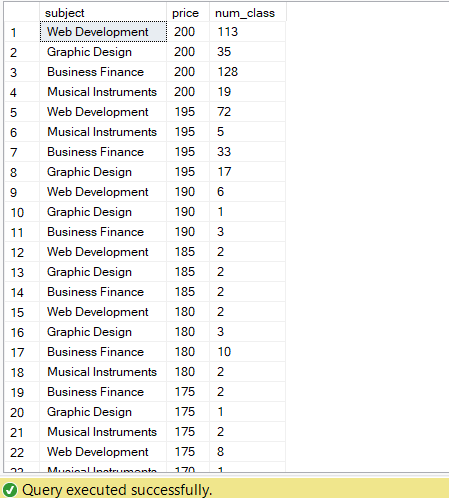 subject price num_class
1 Web Development 200 113
2 Graphic Design 200 35
3 Business Finance 200 128
4 Musical Instruments 200 19
5 Web Development 195 72
6 Musical Instruments 195 5
7 Business Finance 195 33
8 Graphic Design 195 17
9 Web Development 190 6
10 Graphic Design 190 1
11 Business Finance 190 3
12 Web Development 185 2
13 Graphic Design 185 2
14 Business Finance 185 2
15 Web Development 180 2
16 Graphic Design 180 3
17 Business Finance 180 10
18 Musical Instruments 180 2
19 Business Finance 175 2
20 Graphic Design 175 1
21 Musical Instruments 175 2
22 Web Development 175 8
23 Musical Instruments 170 1
Query executed successfully.